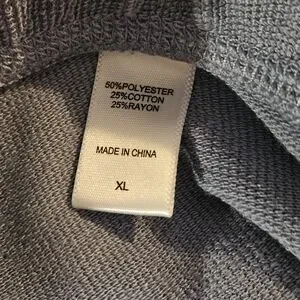 50%POLYESTER
25%COTTON
25%RAYON
MADE IN CHINA
XL